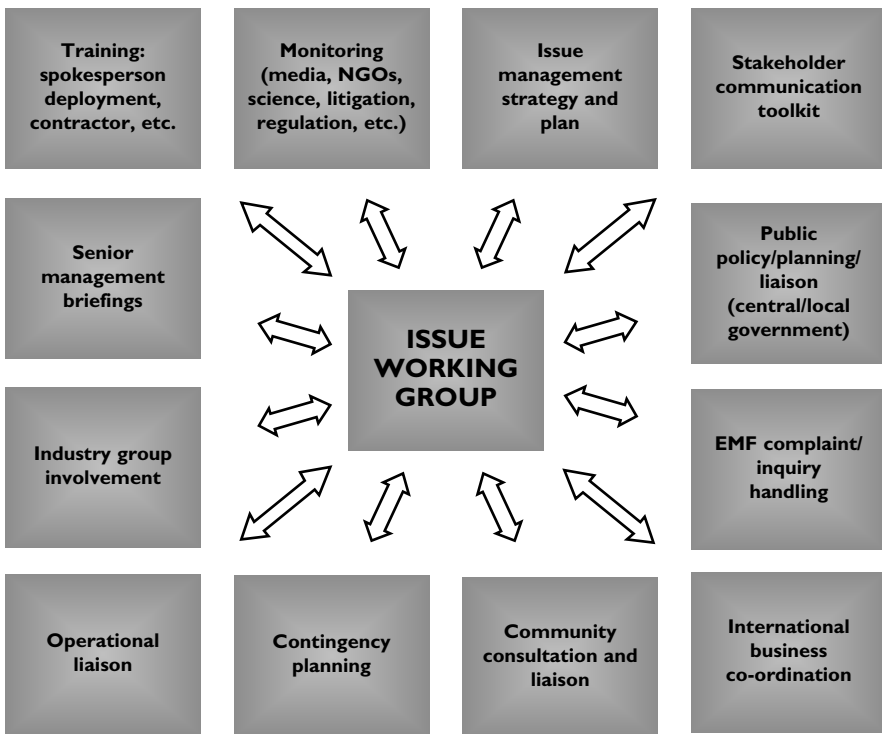 Training:
spokesperson
deployment,
contractor, etc.
Monitoring
(media, NGOs,
science, litigation,
regulation, etc.)
Issue
management
strategy and
plan
Stakeholder
communication
toolkit
Senior
management
briefings
Public
policy/planning/
liaison
(central/local
government)
ISSUE
WORKING
GROUP
Industry group
involvement
EMF complaint/
inquiry
handling
Operational
liaison
Contingency
planning
Community
consultation and
liaison
International
business
co-ordination